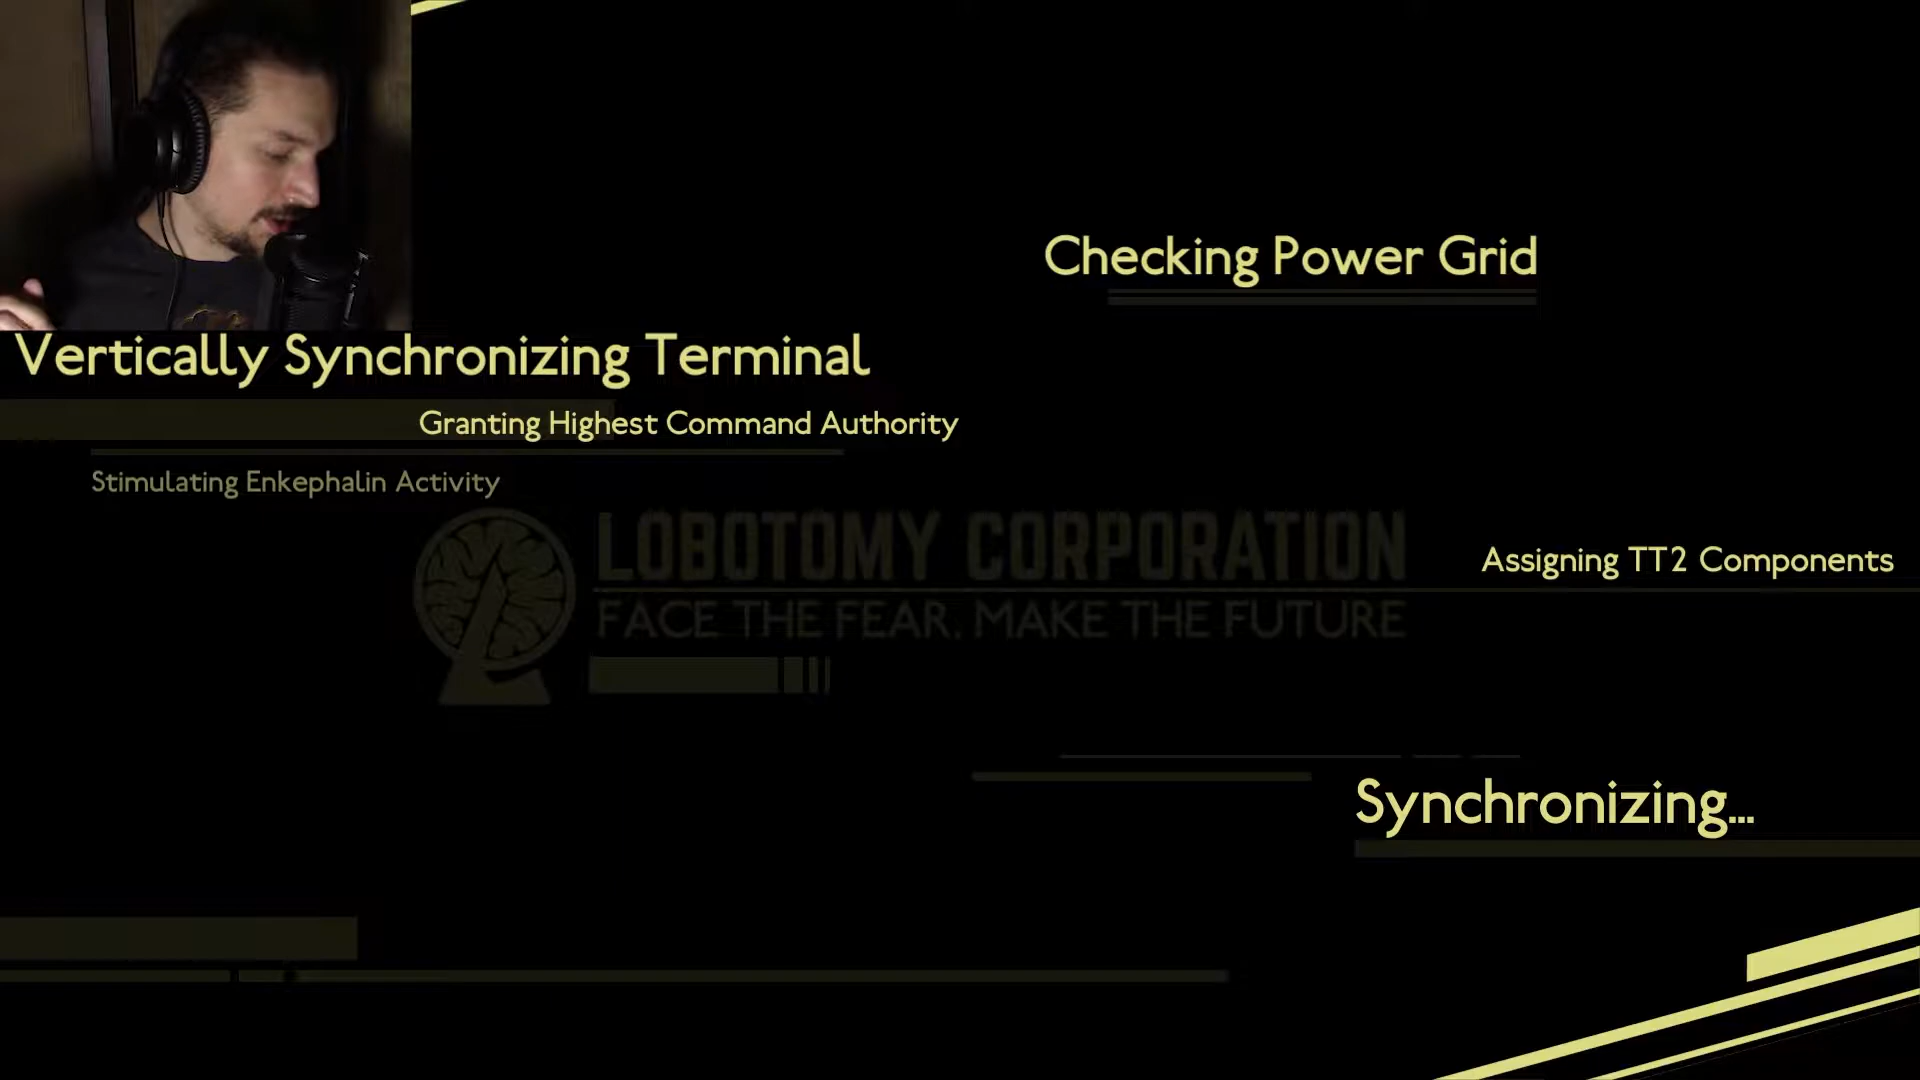 Checking Power Grid
Vertically Synchronizing Terminal
Granting Highest Command Authority
Stimulating Enkephalin Activity
LOBOTOMY CORPORATION
Assigning TT2 Components
FACE THE FEAR. MAKE THE FUTURE
Synchronizing...